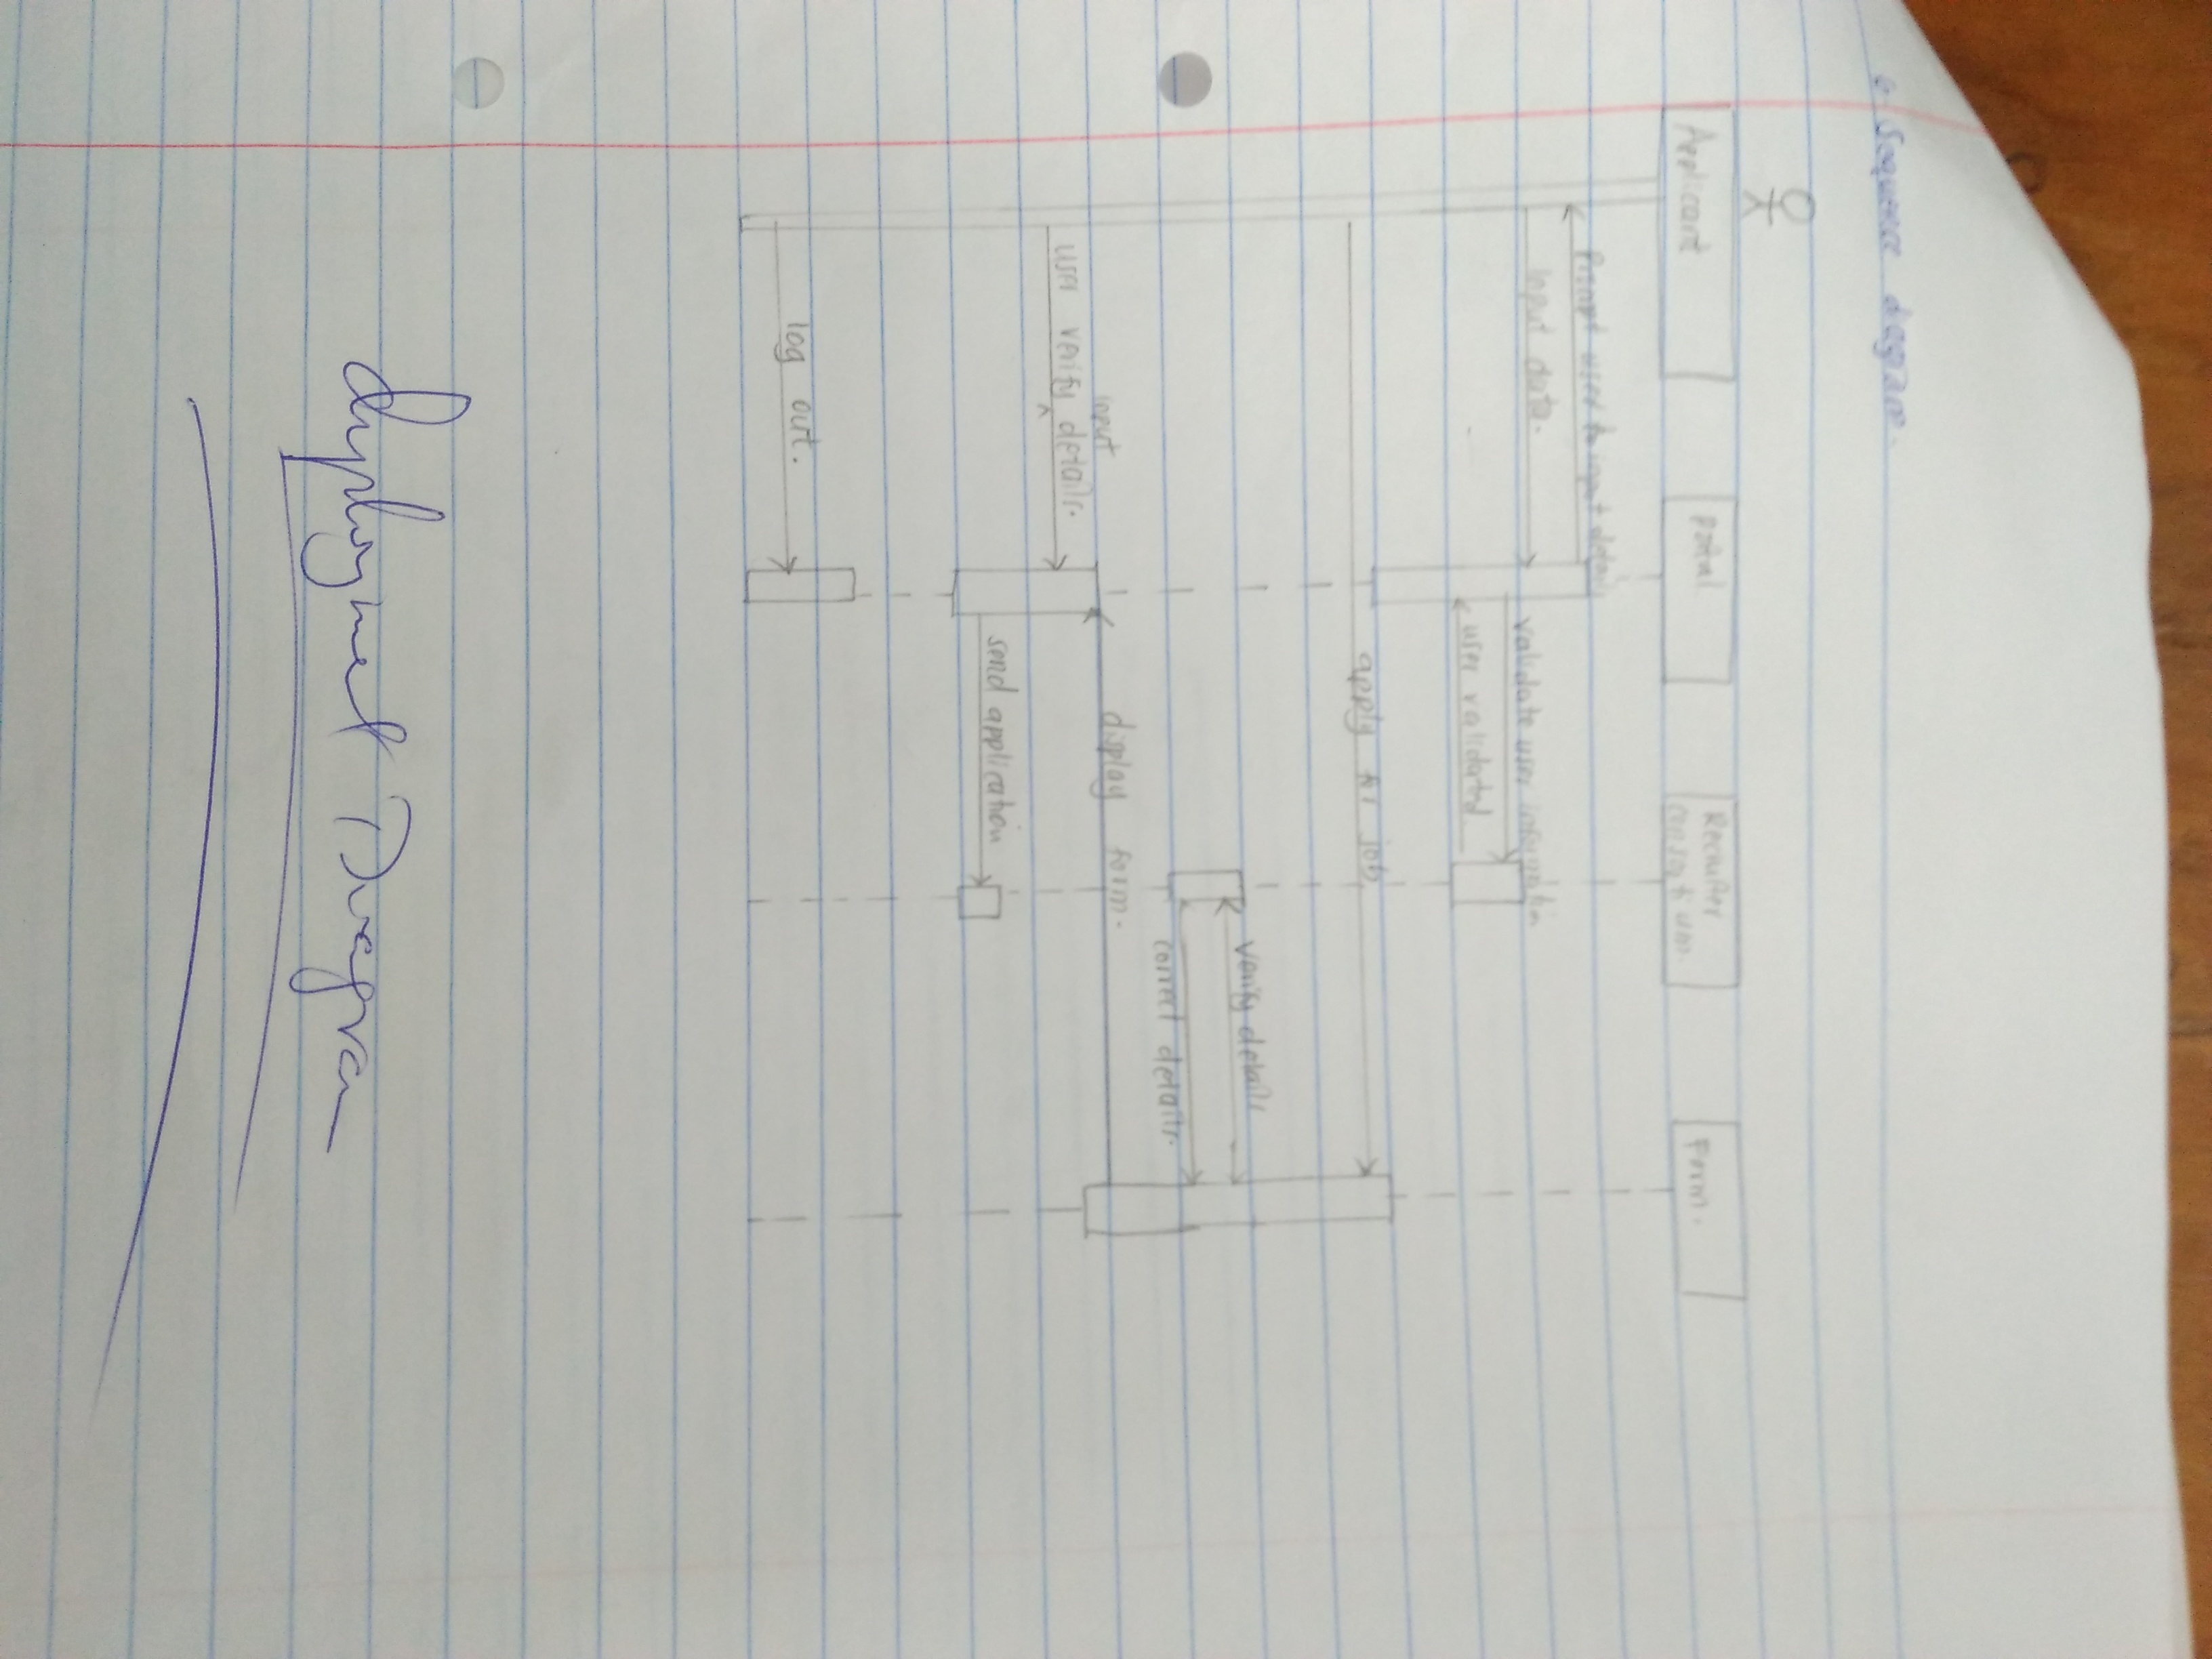 6. Sequence diagram.
Applicant
Portal.
Recruiter
consortium.
Form.
Prompt user to input details
Input data.
validate user information
user validated
apply for job
verify details
correct details.
display form.
input
user verify details.
send application
log out.
deployment Diagram